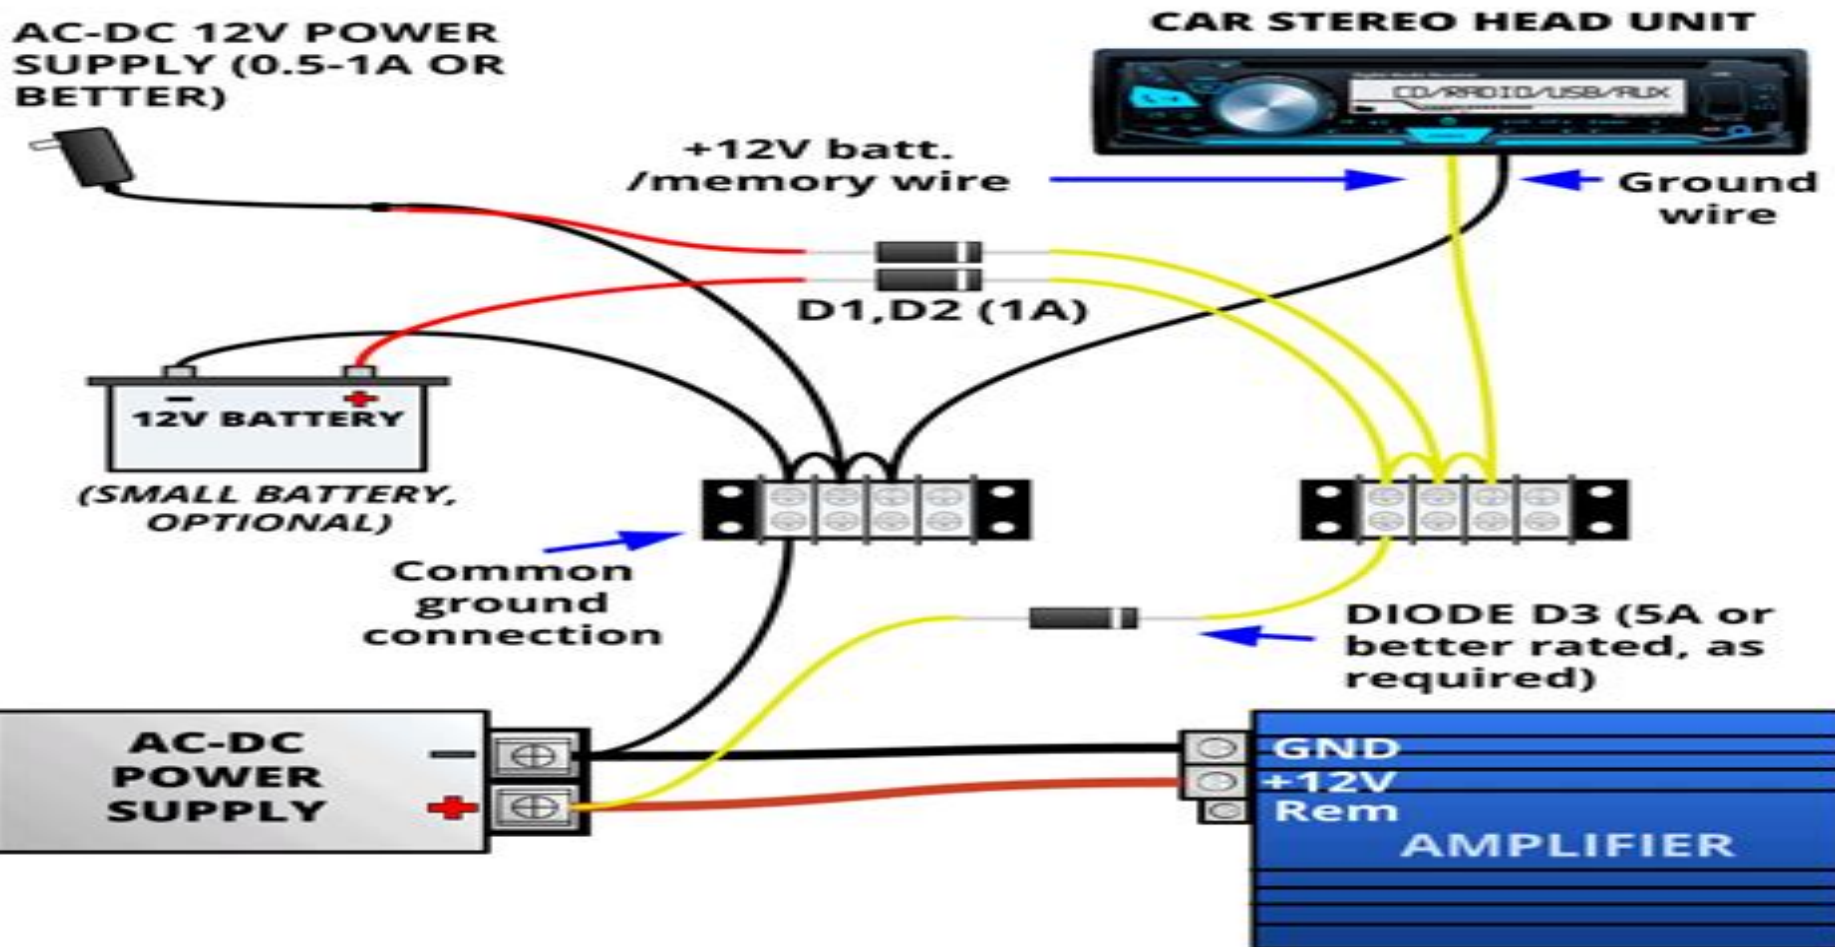 AC-DC 12V POWER
SUPPLY (0.5-1A OR
BETTER)
CAR STEREO HEAD UNIT
CD/RADIO/USB/AUX
+12V batt.
/memory wire
Ground
wire
D1,D2 (1A)
- +
12V BATTERY
(SMALL BATTERY,
OPTIONAL)
Common
ground
connection
DIODE D3 (5A or
better rated, as
required)
AC-DC
POWER
SUPPLY
-
+
GND
+12V
Rem
AMPLIFIER